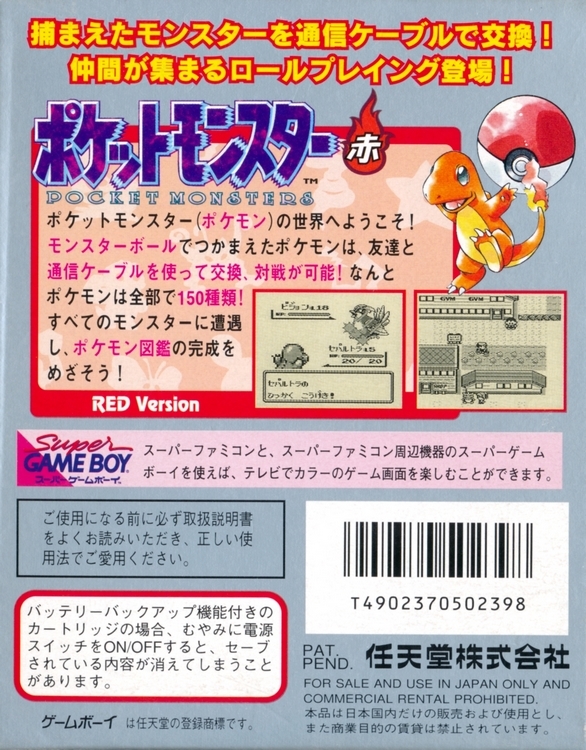 捕まえたモンスターを通信ケーブルで交換！
仲間が集まるロールプレイング登場！
ポケットモンスター 赤
POCKET MONSTERS ™
ポケットモンスター(ポケモン)の世界へようこそ！
モンスターボールでつかまえたポケモンは、友達と
通信ケーブルを使って交換、対戦が可能！なんと
ポケモンは全部で150種類！
すべてのモンスターに遭遇
し、ポケモン図鑑の完成を
めざそう！
RED Version
20/20
ひっかく こうげき！
GYM
GYM
Super
GAME BOY
スーパーゲームボーイ
スーパーファミコンと、スーパーファミコン周辺機器のスーパーゲーム
ボーイを使えば、テレビでカラーのゲーム画面を楽しむことができます。
ご使用になる前に必ず取扱説明書
をよくお読みいただき、正しい使
用法でご愛用ください。
T4902370502398
バッテリーバックアップ機能付きの
カートリッジの場合、むやみに電源
スイッチをON/OFFすると、セーブ
されている内容が消えてしまうこと
があります。
PAT.
PEND.
任天堂株式会社
FOR SALE AND USE IN JAPAN ONLY AND
COMMERCIAL RENTAL PROHIBITED.
本品は日本国内だけの販売および使用とし、
また商業目的の賃貸は禁止されています。
ゲームボーイ は任天堂の登録商標です。